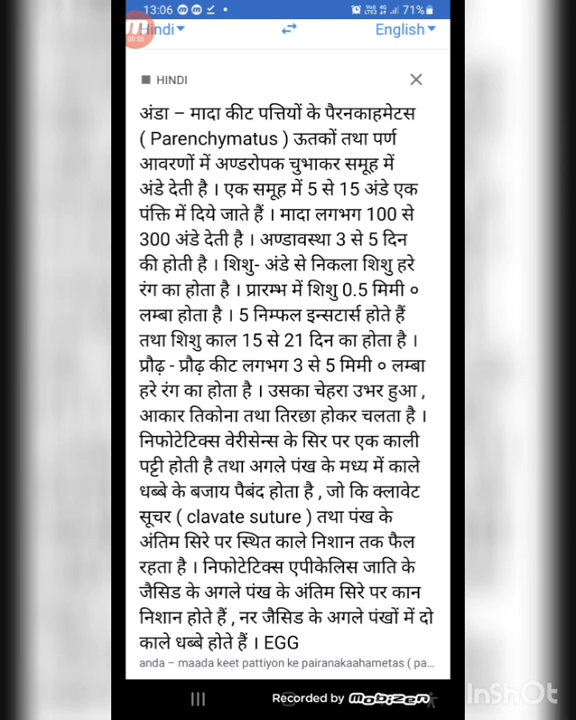 13:06 71%
Hindi English
00:55
HINDI
अंडा – मादा कीट पत्तियों के पैरनकाहमेटस
( Parenchymatus ) ऊतकों तथा पर्ण
आवरणों में अण्डरोपक चुभाकर समूह में
अंडे देती है । एक समूह में 5 से 15 अंडे एक
पंक्ति में दिये जाते हैं । मादा लगभग 100 से
300 अंडे देती है । अण्डावस्था 3 से 5 दिन
की होती है । शिशु- अंडे से निकला शिशु हरे
रंग का होता है । प्रारम्भ में शिशु 0.5 मिमी ०
लम्बा होता है । 5 निम्फल इन्सटार्स होते हैं
तथा शिशु काल 15 से 21 दिन का होता है ।
प्रौढ़ - प्रौढ़ कीट लगभग 3 से 5 मिमी ० लम्बा
हरे रंग का होता है । उसका चेहरा उभर हुआ ,
आकार तिकोना तथा तिरछा होकर चलता है ।
निफोटेटिक्स वेरीसेन्स के सिर पर एक काली
पट्टी होती है तथा अगले पंख के मध्य में काले
धब्बे के बजाय पैबंद होता है , जो कि क्लावेट
सूचर ( clavate suture ) तथा पंख के
अंतिम सिरे पर स्थित काले निशान तक फैल
रहता है । निफोटेटिक्स एपीकेलिस जाति के
जैसिड के अगले पंख के अंतिम सिरे पर कान
निशान होते हैं , नर जैसिड के अगले पंखों में दो
काले धब्बे होते हैं । EGG
anda – maada keet pattiyon ke pairanakaahametas ( pa...
Recorded by MOBIZEN
InShOt